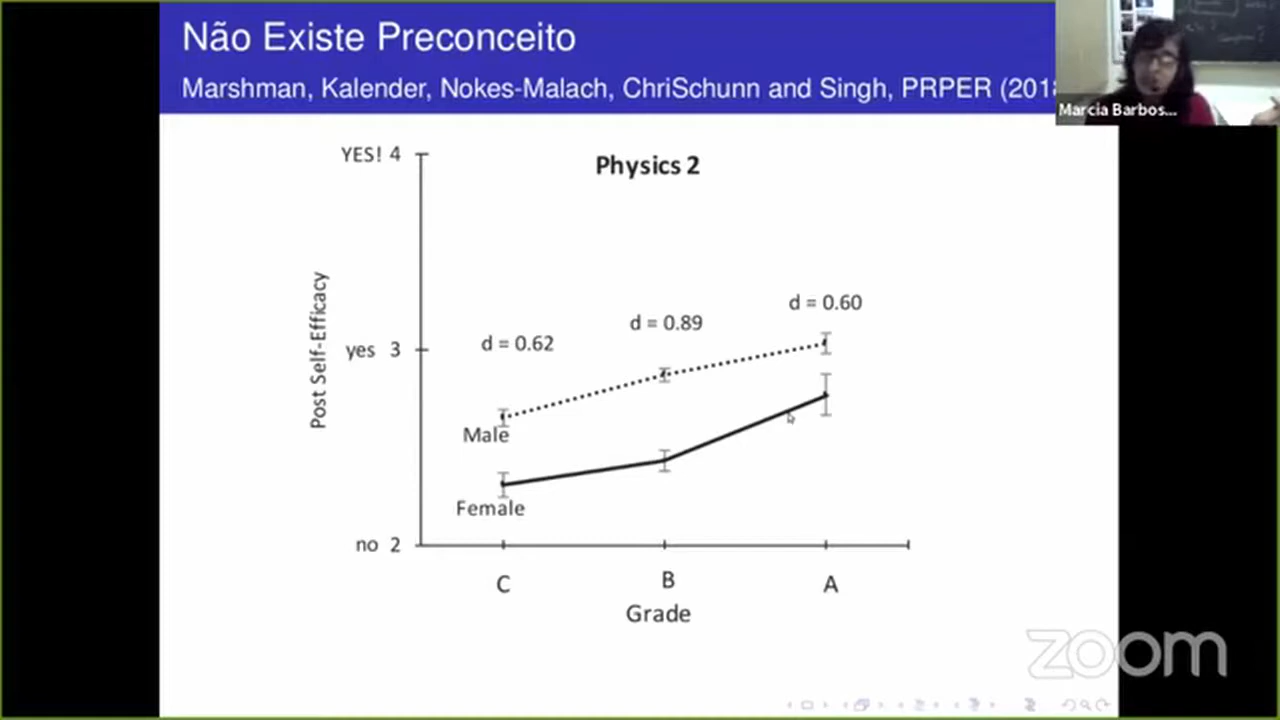 Não Existe Preconceito
Marshman, Kalender, Nokes-Malach, ChriSchunn and Singh, PRPER (201
Marcia Barbos...
Physics 2
YES! 4
d = 0.60
d = 0.89
d = 0.62
yes 3
Post Self-Efficacy
Male
Female
no 2
C B A
Grade
zoom